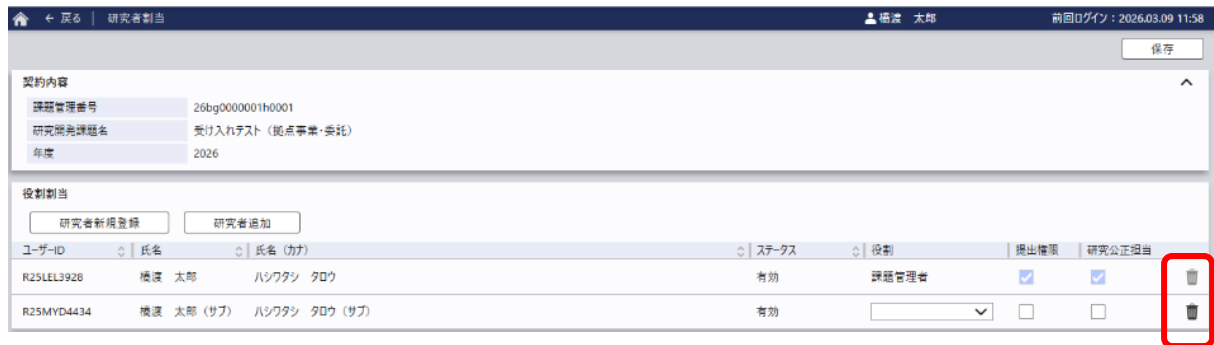 ← 戻る | 研究者割当 橋渡 太郎 前回ログイン：2026.03.09 11:58
保存
契約内容
課題管理番号 26bg0000001h0001
研究開発課題名 受け入れテスト（拠点事業・委託）
年度 2026
役割割当
研究者新規登録 研究者追加
ユーザーID 氏名 氏名（カナ） ステータス 役割 提出権限 研究公正担当
R25LEL3928 橋渡 太郎 ハシワタシ タロウ 有効 課題管理者
R25MYD4434 橋渡 太郎（サブ） ハシワタシ タロウ（サブ） 有効